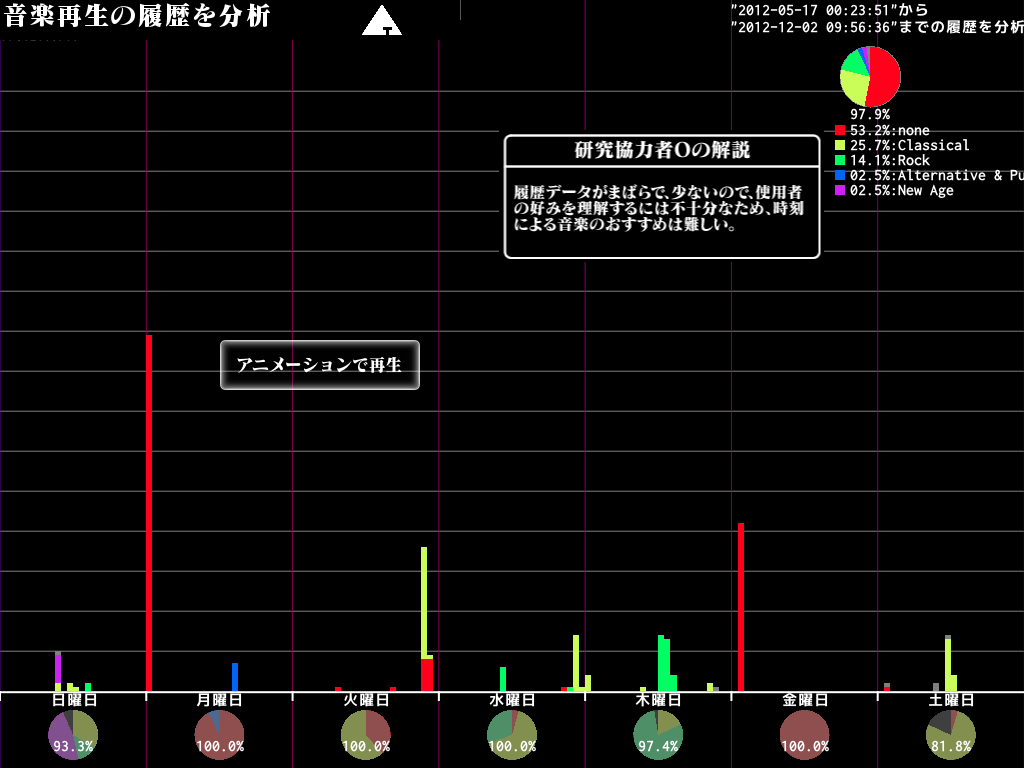 音楽再生の履歴を分析
"2012-05-17 00:23:51"から
"2012-12-02 09:56:36"までの履歴を分析
97.9%
53.2%:none
25.7%:Classical
14.1%:Rock
02.5%:Alternative & Pu
02.5%:New Age
研究協力者Oの解説
履歴データがまばらで、少ないので、使用者
の好みを理解するには不十分なため、時刻
による音楽のおすすめは難しい。
アニメーションで再生
日曜日 月曜日 火曜日 水曜日 木曜日 金曜日 土曜日
93.3% 100.0% 100.0% 100.0% 97.4% 100.0% 81.8%